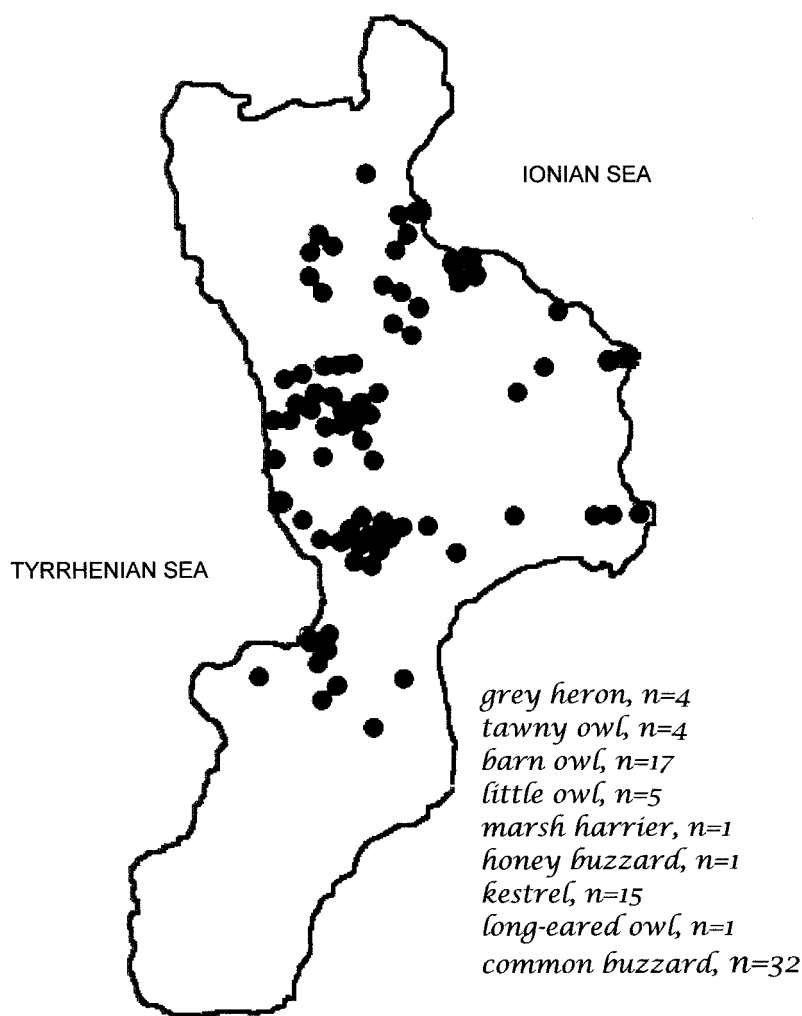 IONIAN SEA
TYRRHENIAN SEA
grey heron, n=4
tawny owl, n=4
barn owl, n=17
little owl, n=5
marsh harrier, n=1
honey buzzard, n=1
kestrel, n=15
long-eared owl, n=1
common buzzard, n=32